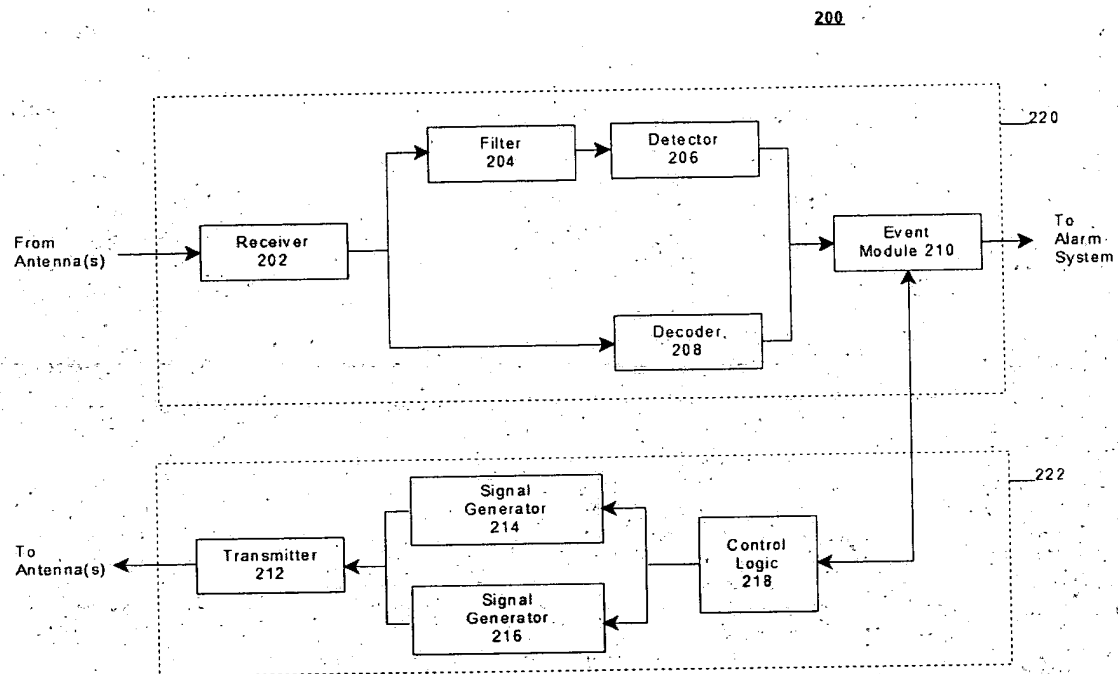 200
220
Filter
204
Detector
206
From
Antenna(s)
Receiver
202
Event
Module 210
To
Alarm
System
Decoder
208
222
Signal
Generator
214
To
Antenna(s)
Transmitter
212
Control
Logic
218
Signal
Generator
216